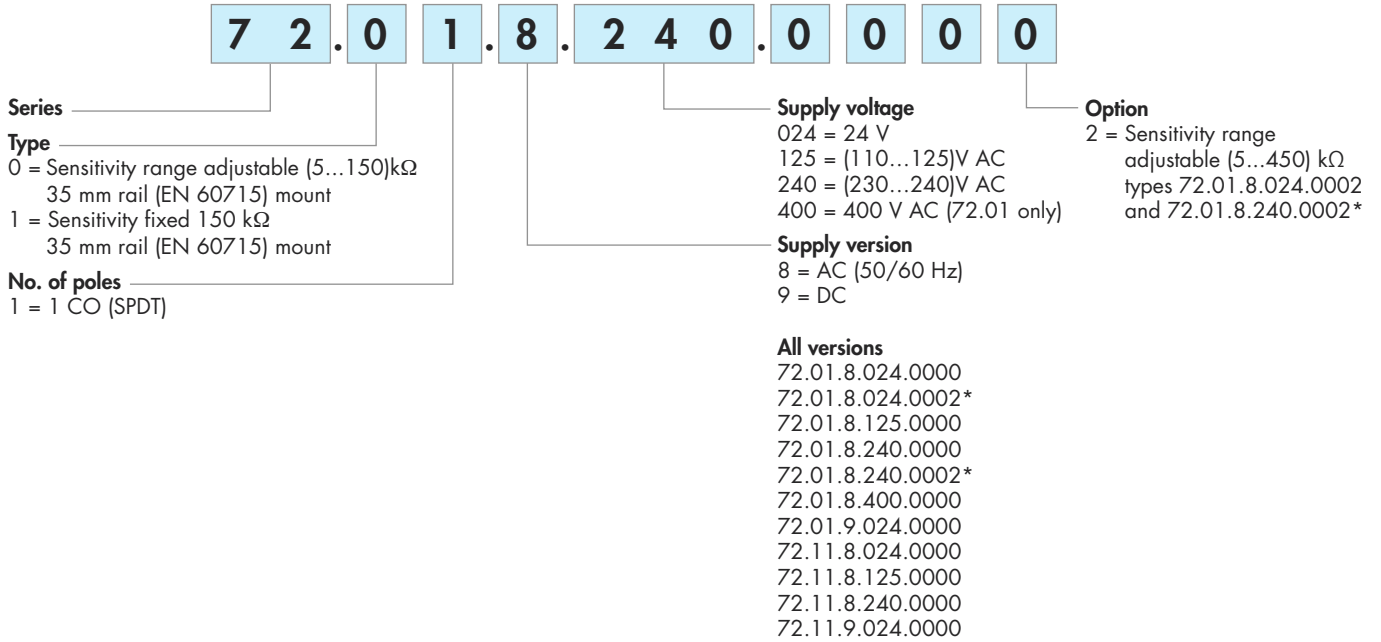 7 2 . 0 1 . 8 . 2 4 0 . 0 0 0 0
Series
Type
0 = Sensitivity range adjustable (5...150)kΩ
35 mm rail (EN 60715) mount
1 = Sensitivity fixed 150 kΩ
35 mm rail (EN 60715) mount
No. of poles
1 = 1 CO (SPDT)
Supply voltage
024 = 24 V
125 = (110...125)V AC
240 = (230...240)V AC
400 = 400 V AC (72.01 only)
Supply version
8 = AC (50/60 Hz)
9 = DC
All versions
72.01.8.024.0000
72.01.8.024.0002*
72.01.8.125.0000
72.01.8.240.0000
72.01.8.240.0002*
72.01.8.400.0000
72.01.9.024.0000
72.11.8.024.0000
72.11.8.125.0000
72.11.8.240.0000
72.11.9.024.0000
Option
2 = Sensitivity range
adjustable (5...450) kΩ
types 72.01.8.024.0002
and 72.01.8.240.0002*